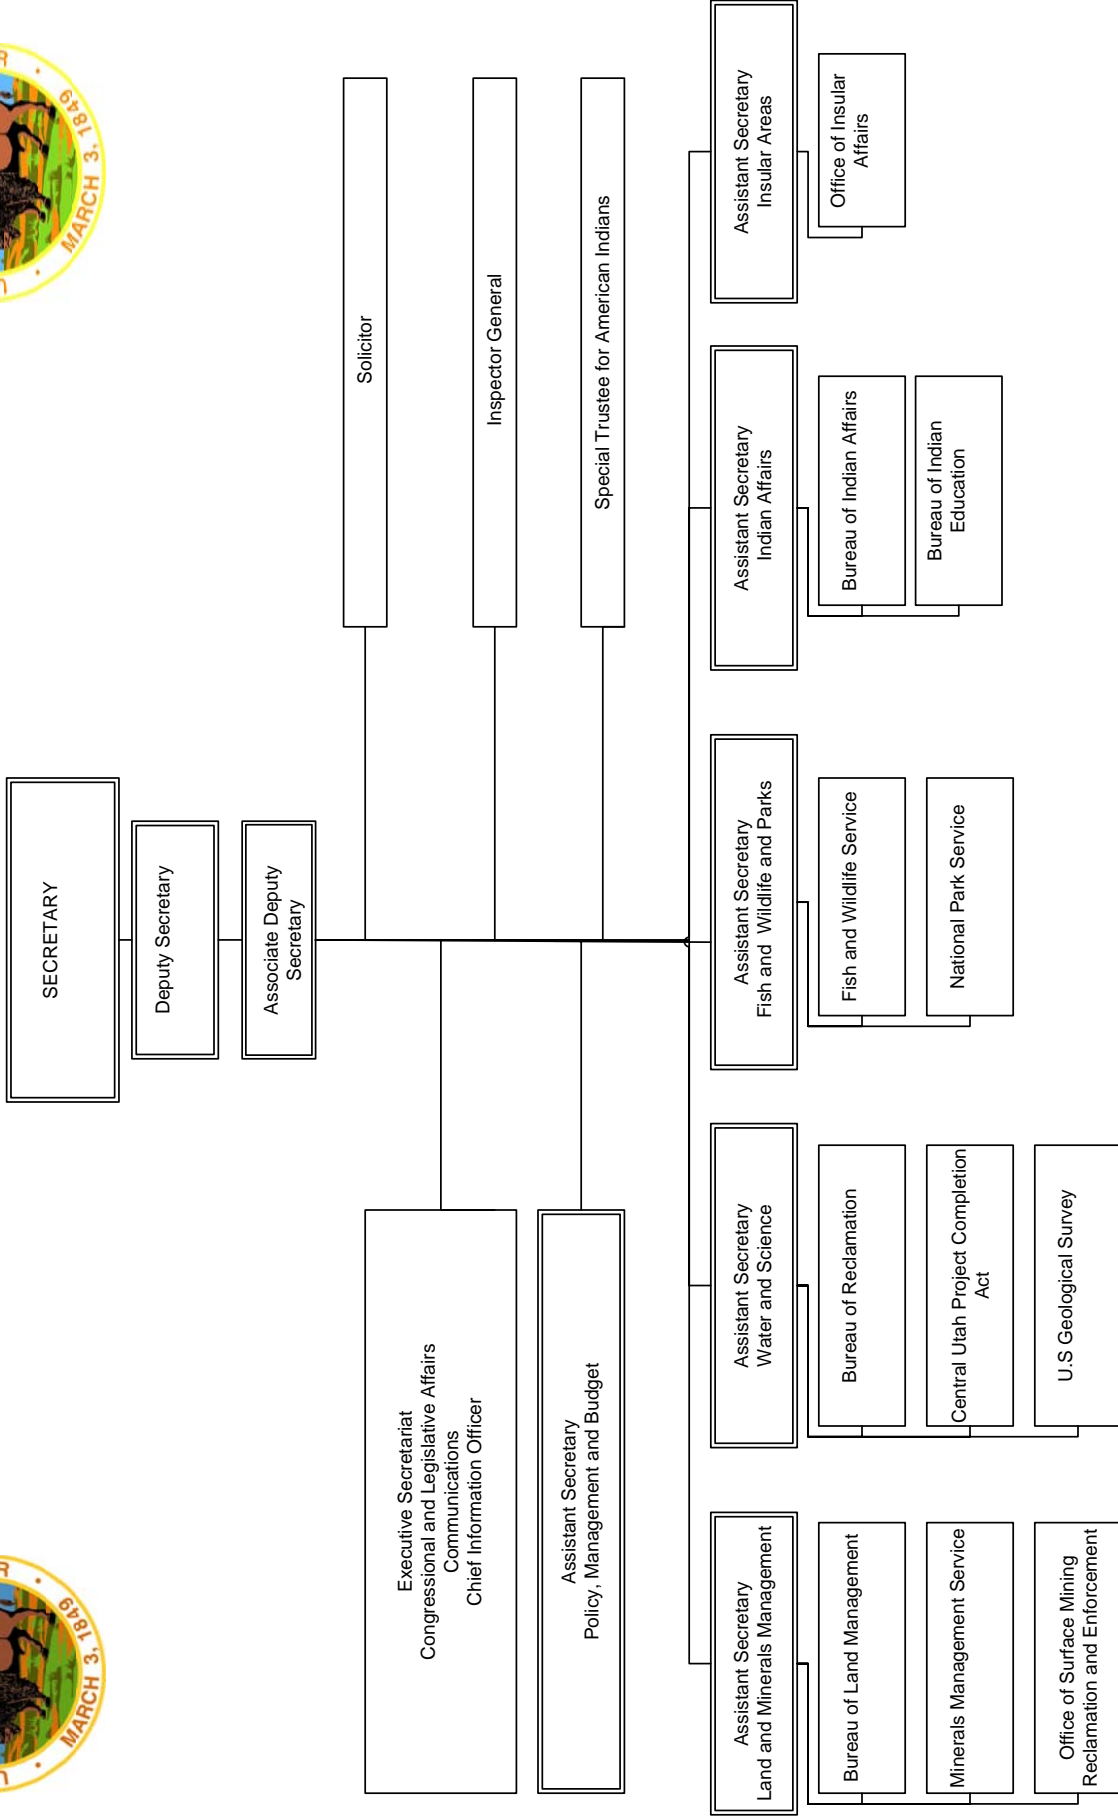 MARCH 3, 1849
MARCH 3, 1849
SECRETARY
Deputy Secretary
Associate Deputy
Secretary
Solicitor
Executive Secretariat
Congressional and Legislative Affairs
Communications
Chief Information Officer
Inspector General
Assistant Secretary
Policy, Management and Budget
Special Trustee for American Indians
Assistant Secretary
Land and Minerals Management
Bureau of Land Management
Minerals Management Service
Office of Surface Mining
Reclamation and Enforcement
Assistant Secretary
Water and Science
Bureau of Reclamation
Central Utah Project Completion
Act
U.S Geological Survey
Assistant Secretary
Fish and Wildlife and Parks
Fish and Wildlife Service
National Park Service
Assistant Secretary
Indian Affairs
Bureau of Indian Affairs
Bureau of Indian
Education
Assistant Secretary
Insular Areas
Office of Insular
Affairs